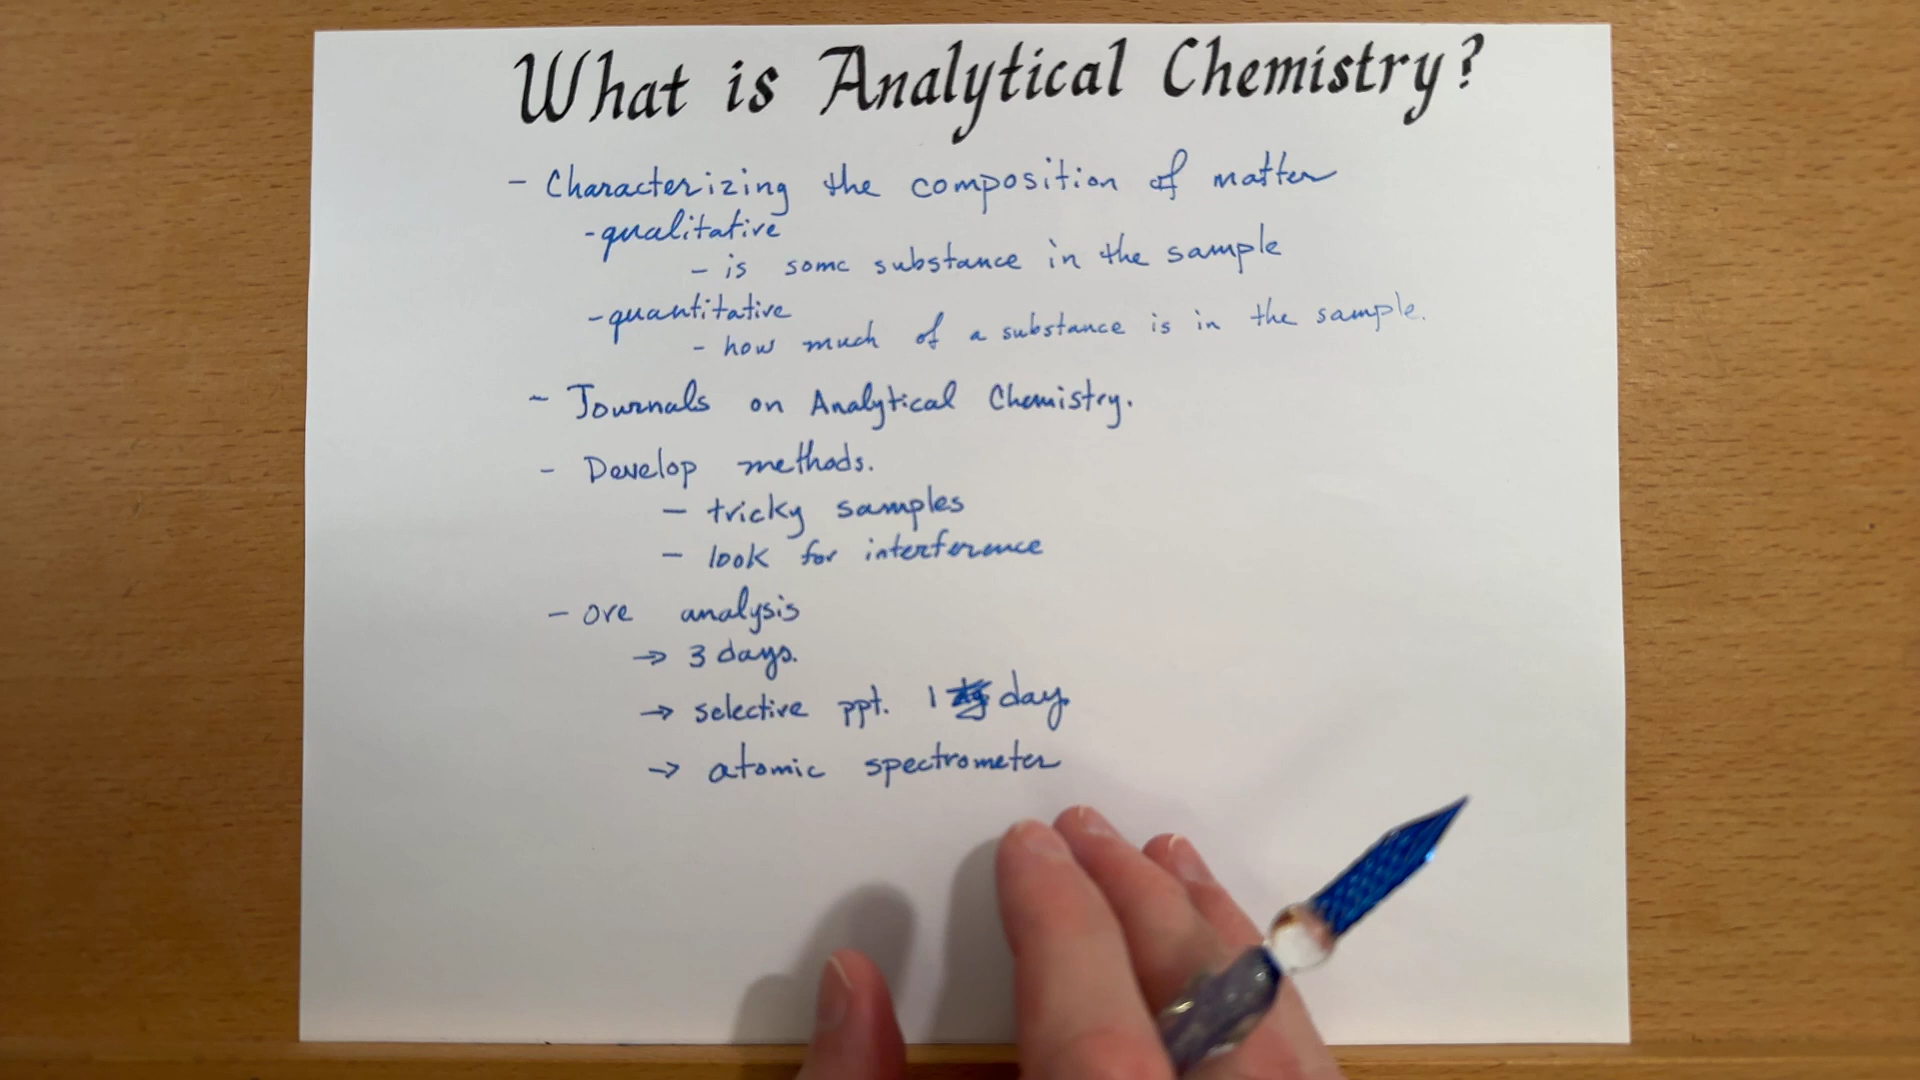 What is Analytical Chemistry?
- Characterizing the composition of matter
- qualitative
- is some substance in the sample
- quantitative
- how much of a substance is in the sample.
- Journals on Analytical Chemistry.
- Develop methods.
- tricky samples
- look for interference
- ore analysis
→ 3 days.
→ selective ppt. 1 day
→ atomic spectrometer